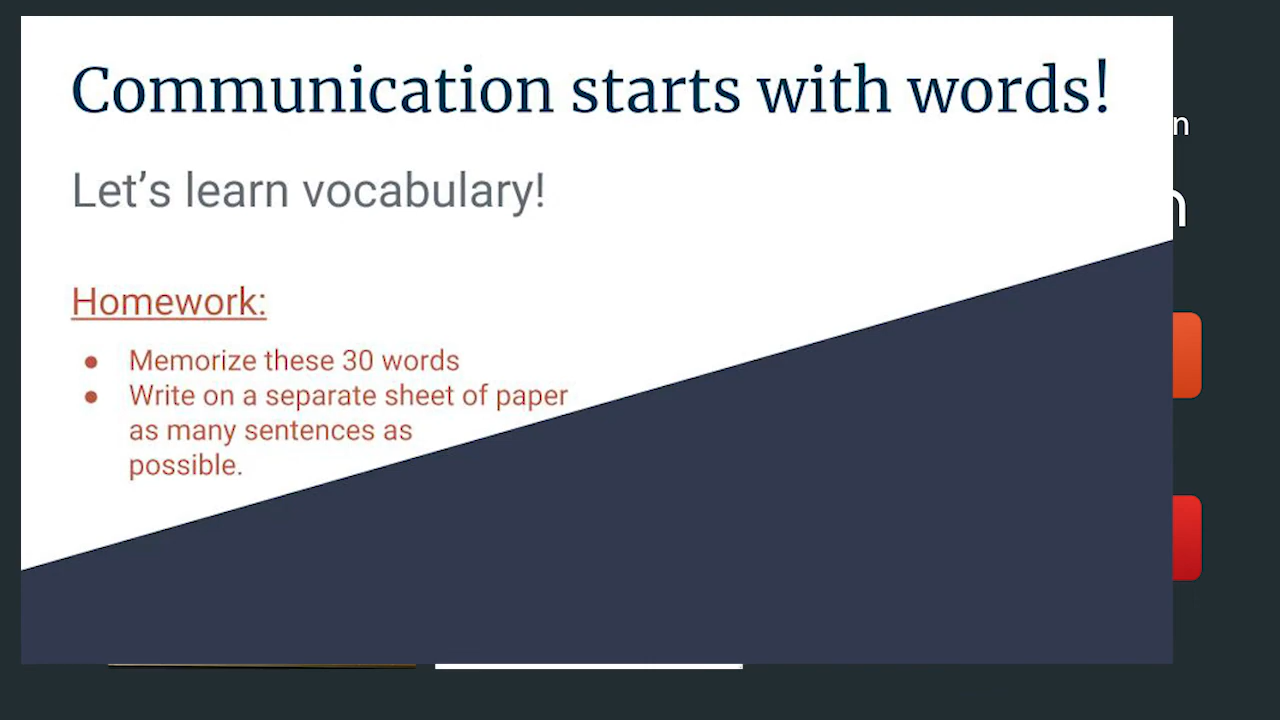 Communication starts with words!
Let’s learn vocabulary!
Homework:
● Memorize these 30 words
● Write on a separate sheet of paper
as many sentences as
possible.